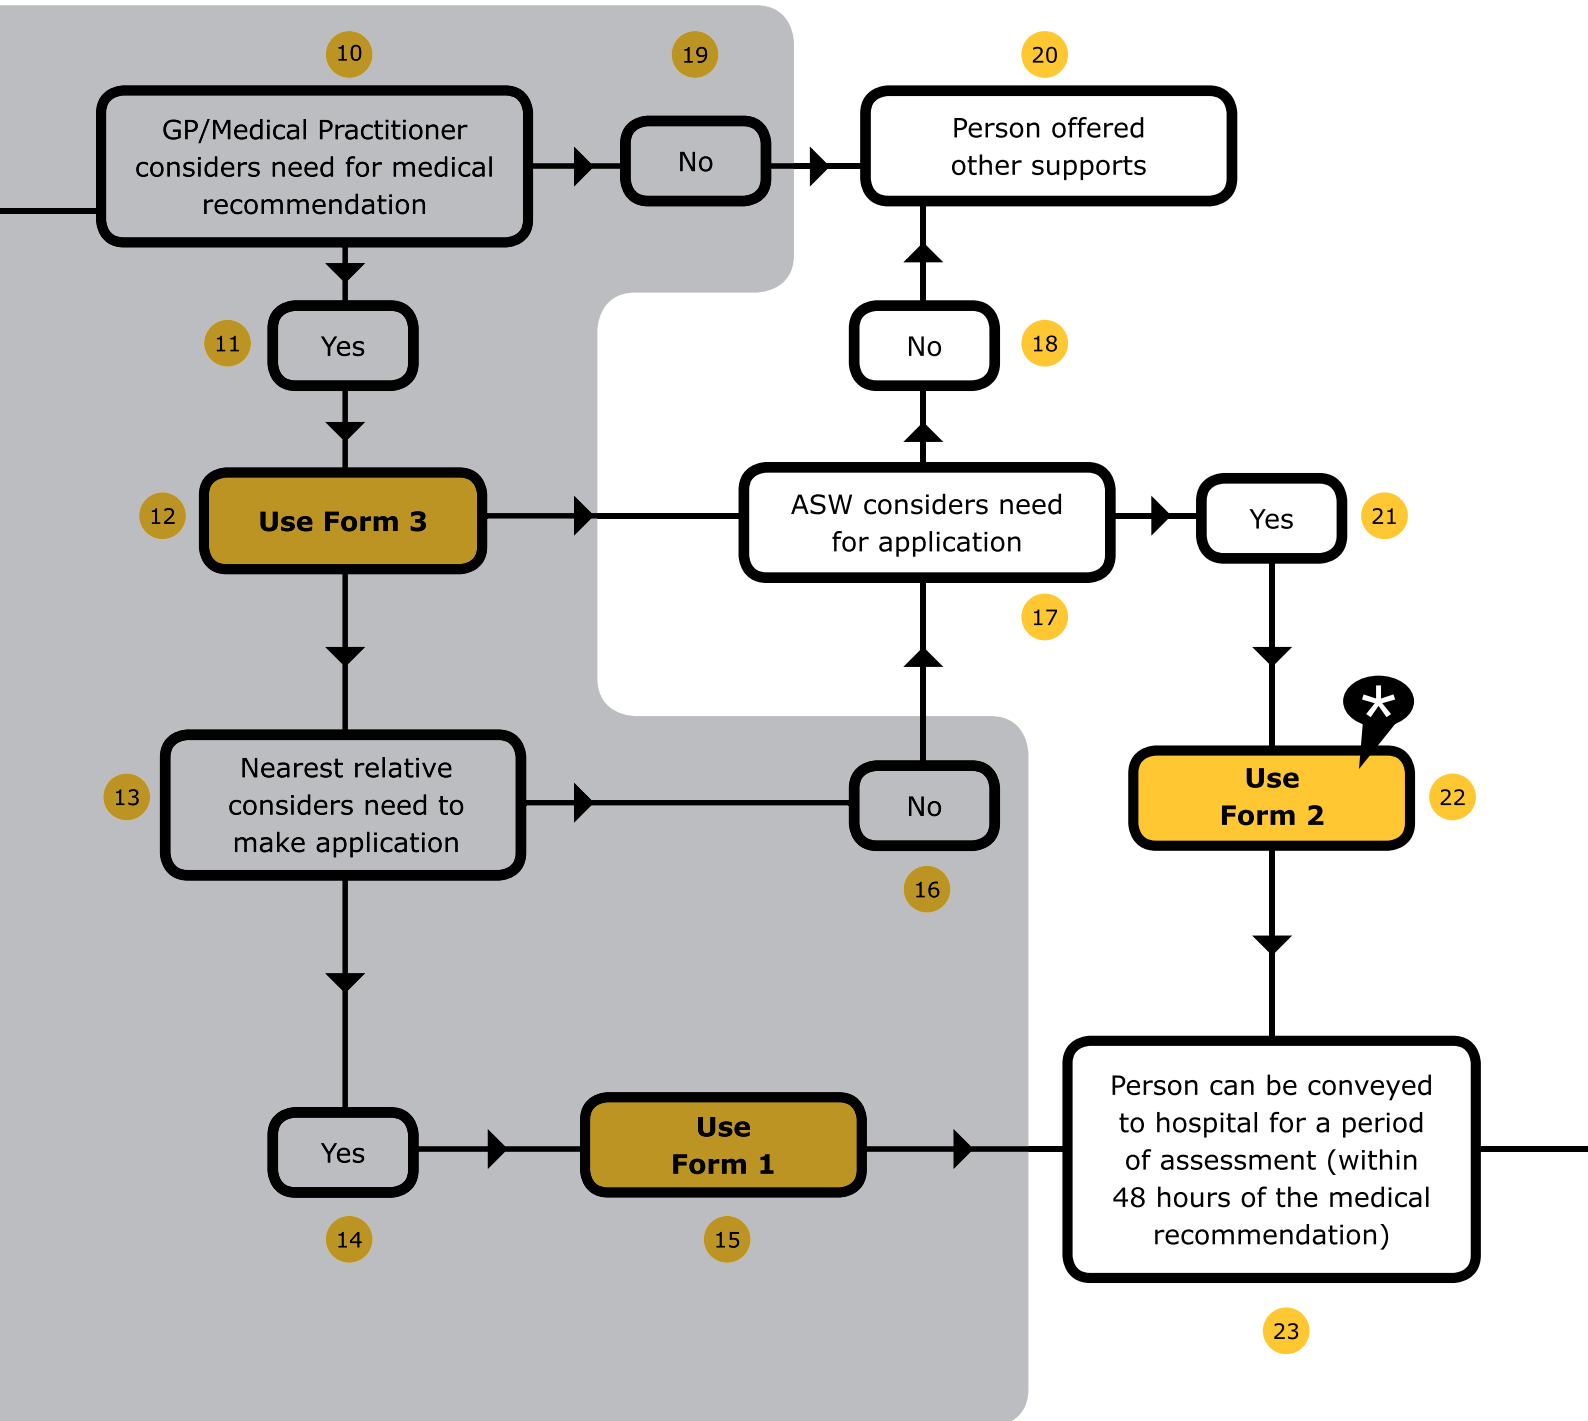 10
GP/Medical Practitioner
considers need for medical
recommendation
19
No
20
Person offered
other supports
11
Yes
No
18
12
Use Form 3
ASW considers need
for application
17
Yes
21
13
Nearest relative
considers need to
make application
No
16
*
Use
Form 2
22
Yes
14
Use
Form 1
15
Person can be conveyed
to hospital for a period
of assessment (within
48 hours of the medical
recommendation)
23